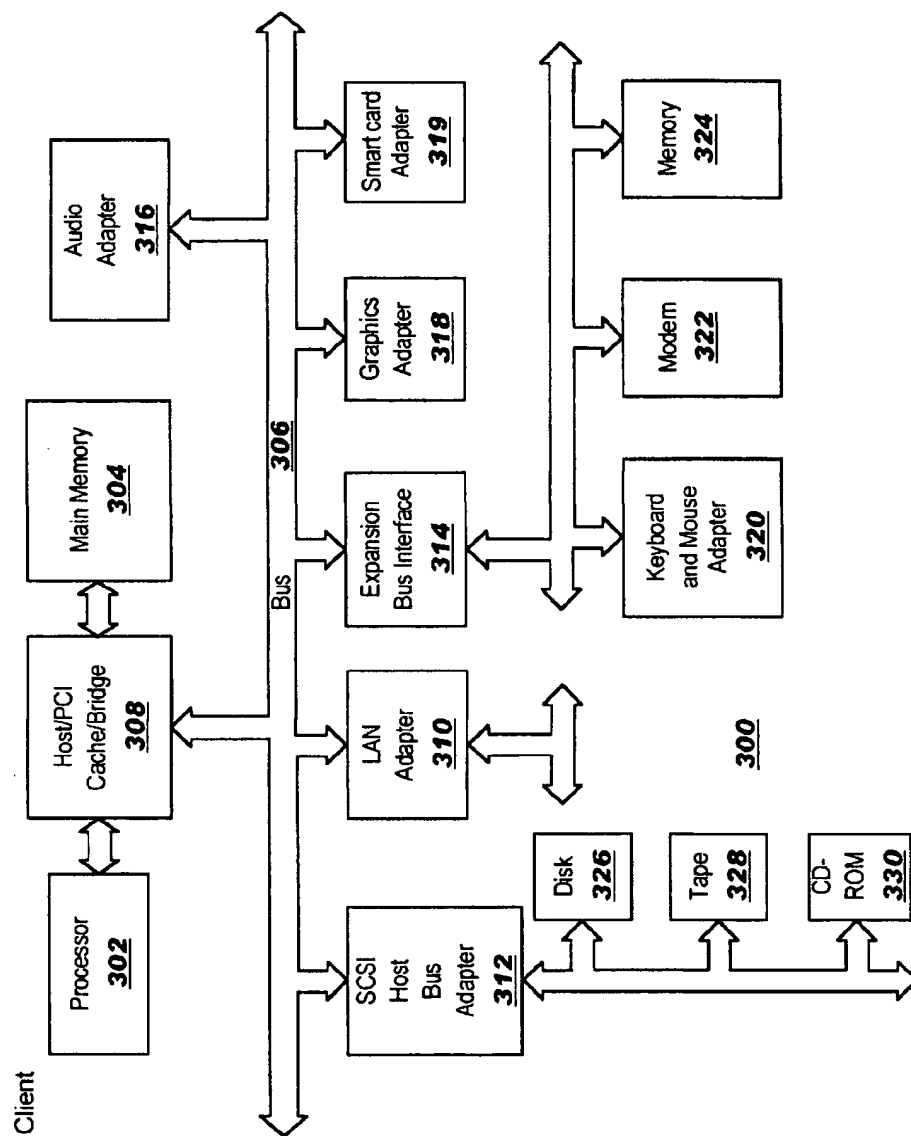 Client
Processor
302
Host/PCI
Cache/Bridge
308
Main Memory
304
Audio
Adapter
316
Bus
306
SCSI
Host
Bus
Adapter
312
LAN
Adapter
310
Expansion
Bus Interface
314
Graphics
Adapter
318
Smart card
Adapter
319
Disk
326
Tape
328
CD-
ROM
330
300
Keyboard
and Mouse
Adapter
320
Modem
322
Memory
324